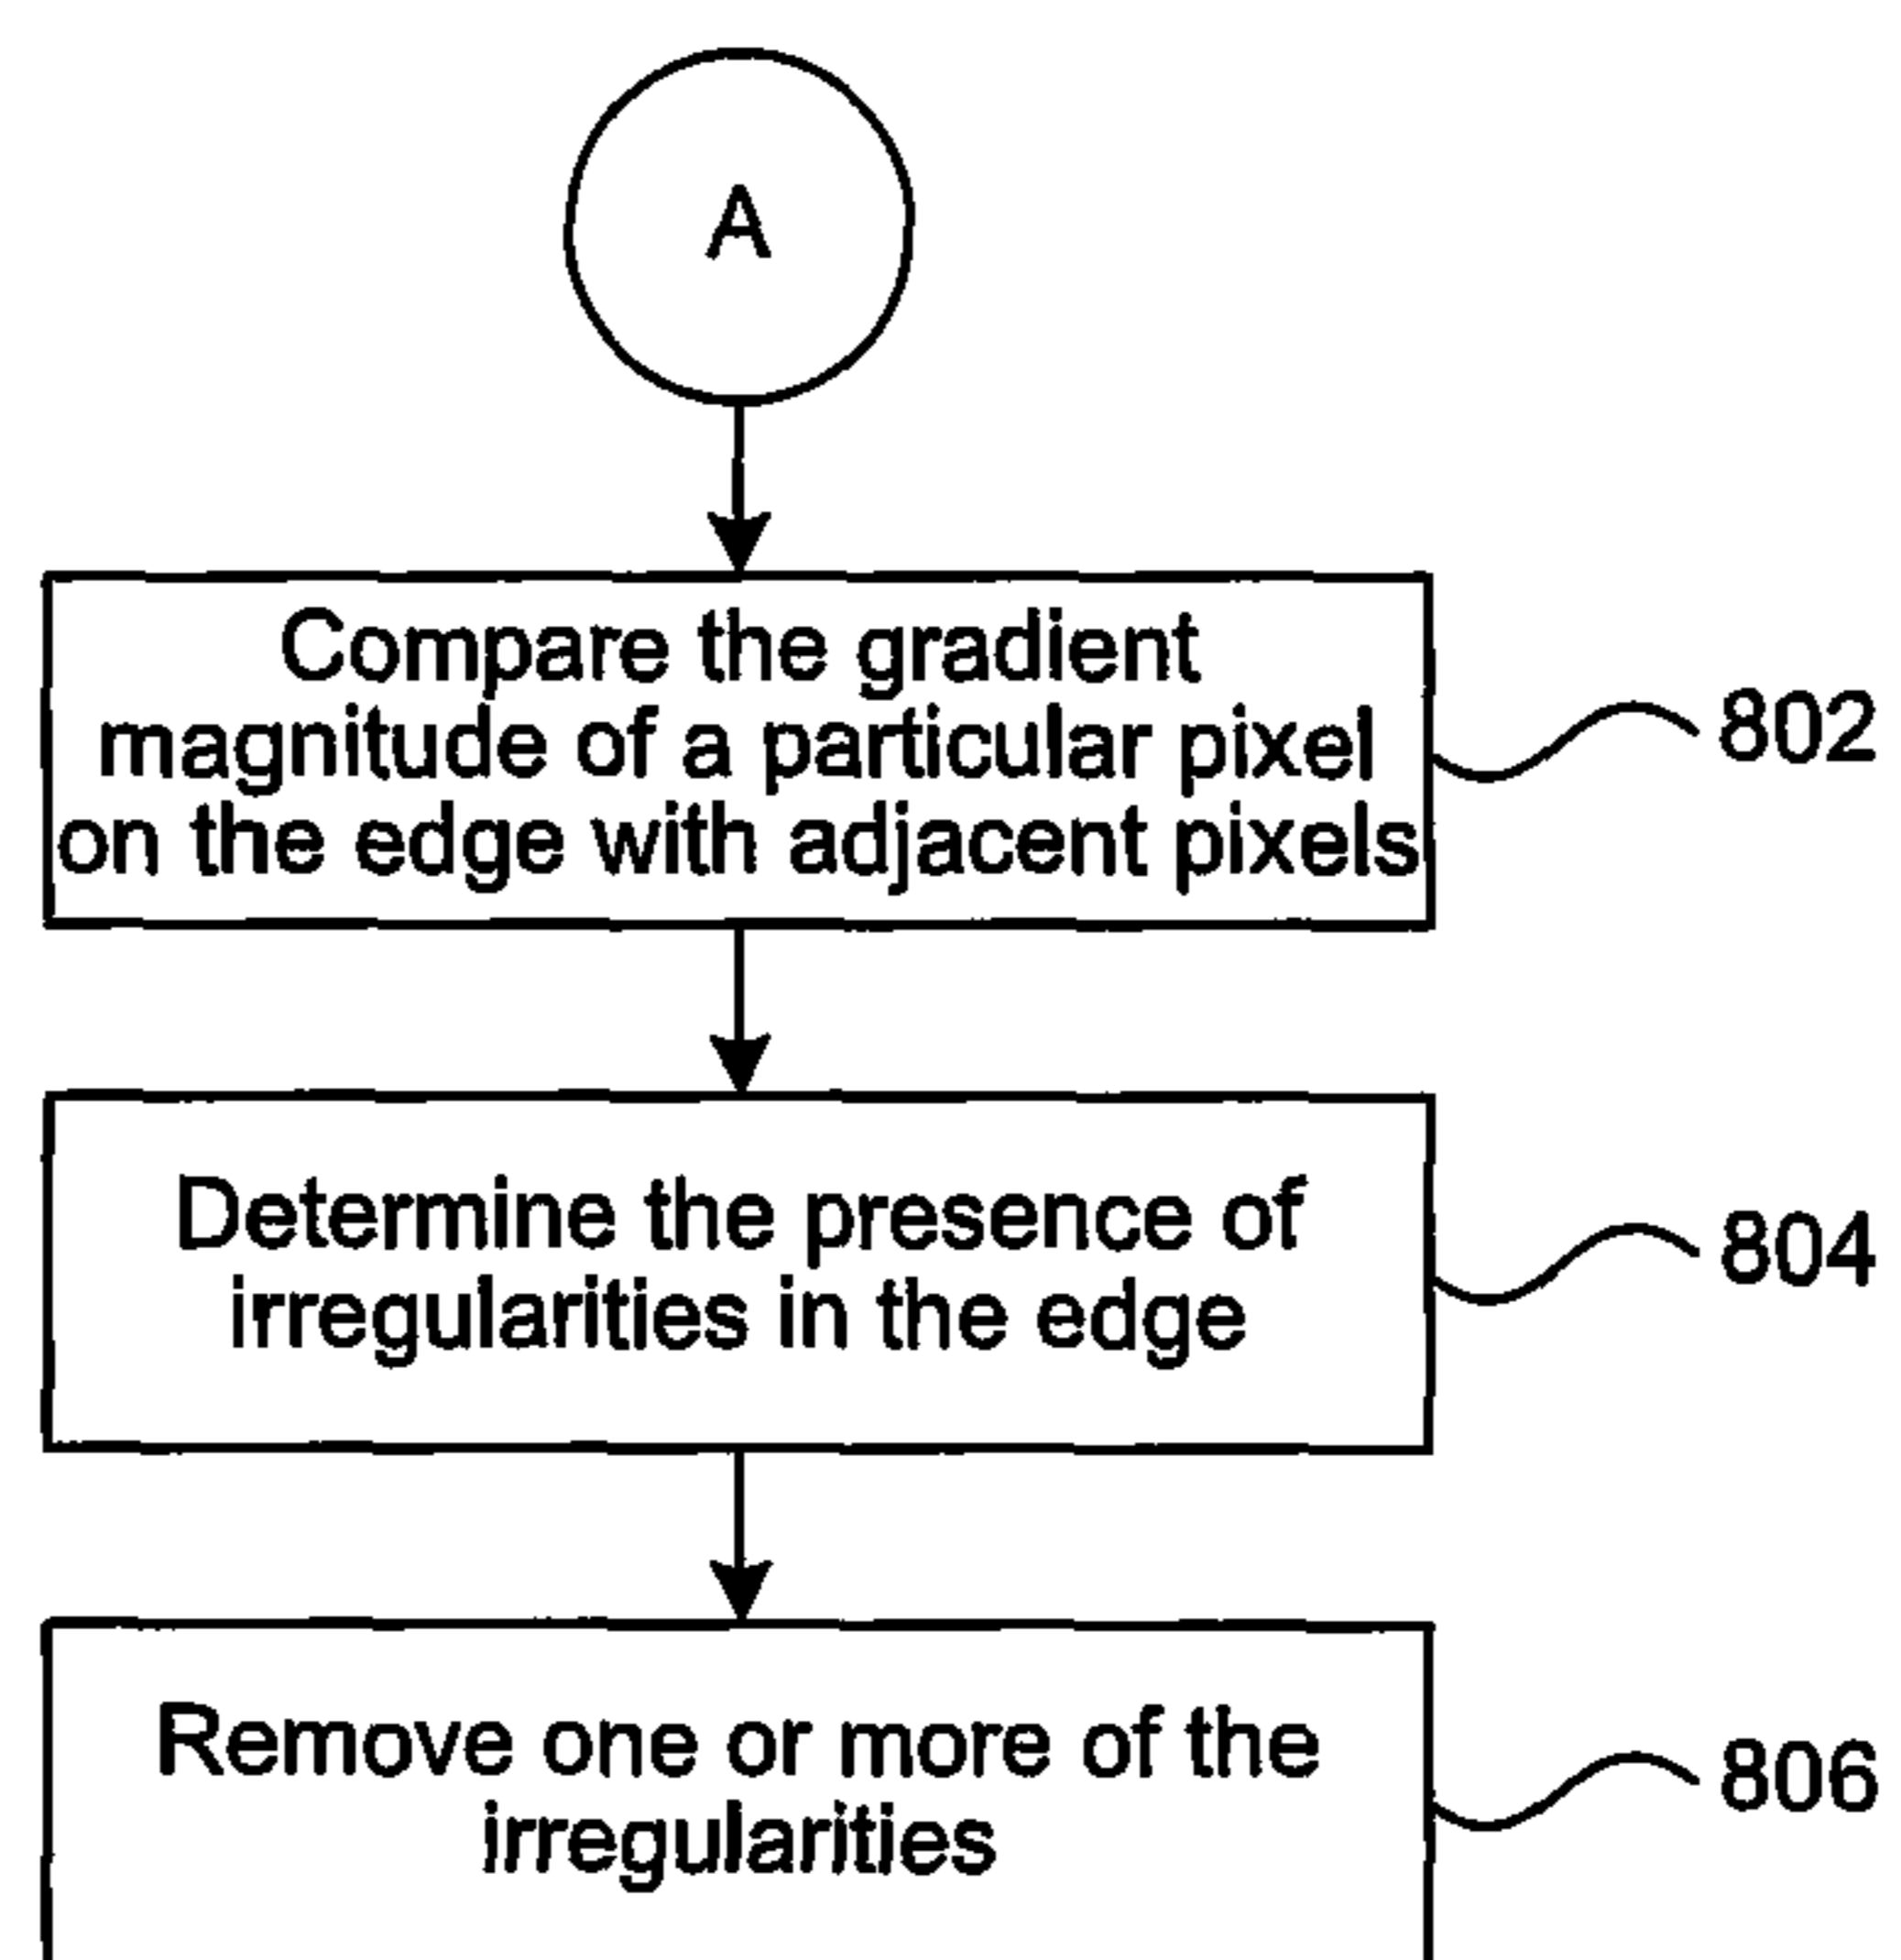 A
Compare the gradient
magnitude of a particular pixel
on the edge with adjacent pixels
802
Determine the presence of
irregularities in the edge
804
Remove one or more of the
irregularities
806